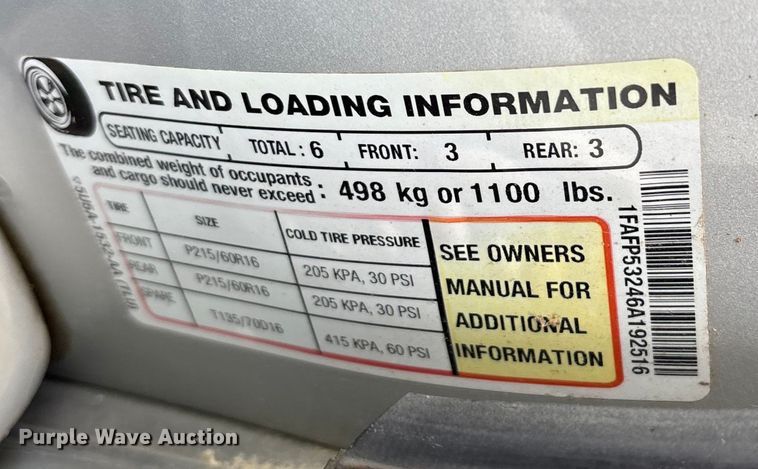 TIRE AND LOADING INFORMATION
SEATING CAPACITY TOTAL: 6 FRONT: 3 REAR: 3
The combined weight of occupants
and cargo should never exceed : 498 kg or 1100 lbs.
TIRE SIZE COLD TIRE PRESSURE
FRONT P215/60R16 205 KPA, 30 PSI
REAR P215/60R16 205 KPA, 30 PSI
SPARE T135/70D16 415 KPA, 60 PSI
SEE OWNERS
MANUAL FOR
ADDITIONAL
INFORMATION
1FAFP53246A192516
Purple Wave Auction